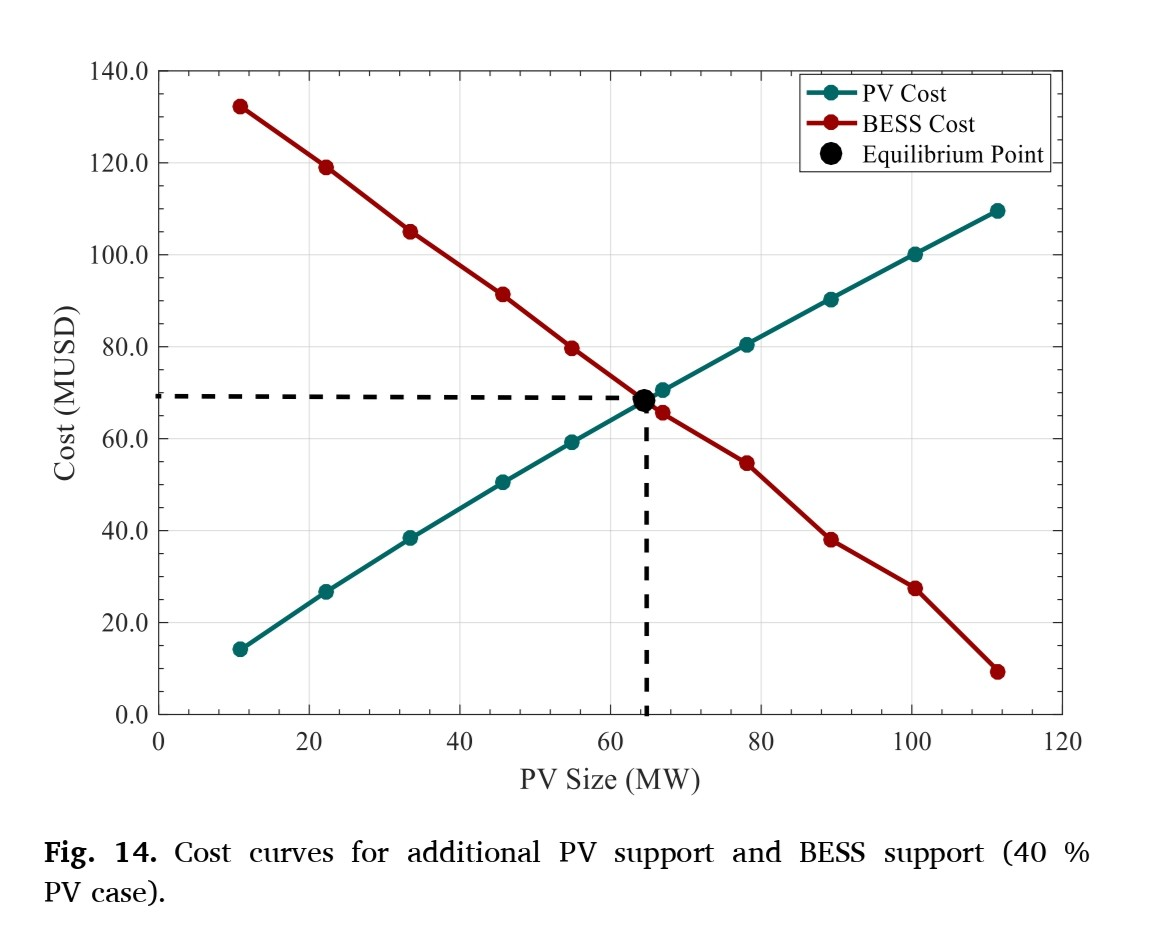 140.0
120.0
100.0
80.0
60.0
40.0
20.0
0.0
Cost (MUSD)
PV Cost
BESS Cost
Equilibrium Point
0 20 40 60 80 100 120
PV Size (MW)
Fig. 14. Cost curves for additional PV support and BESS support (40 %
PV case).